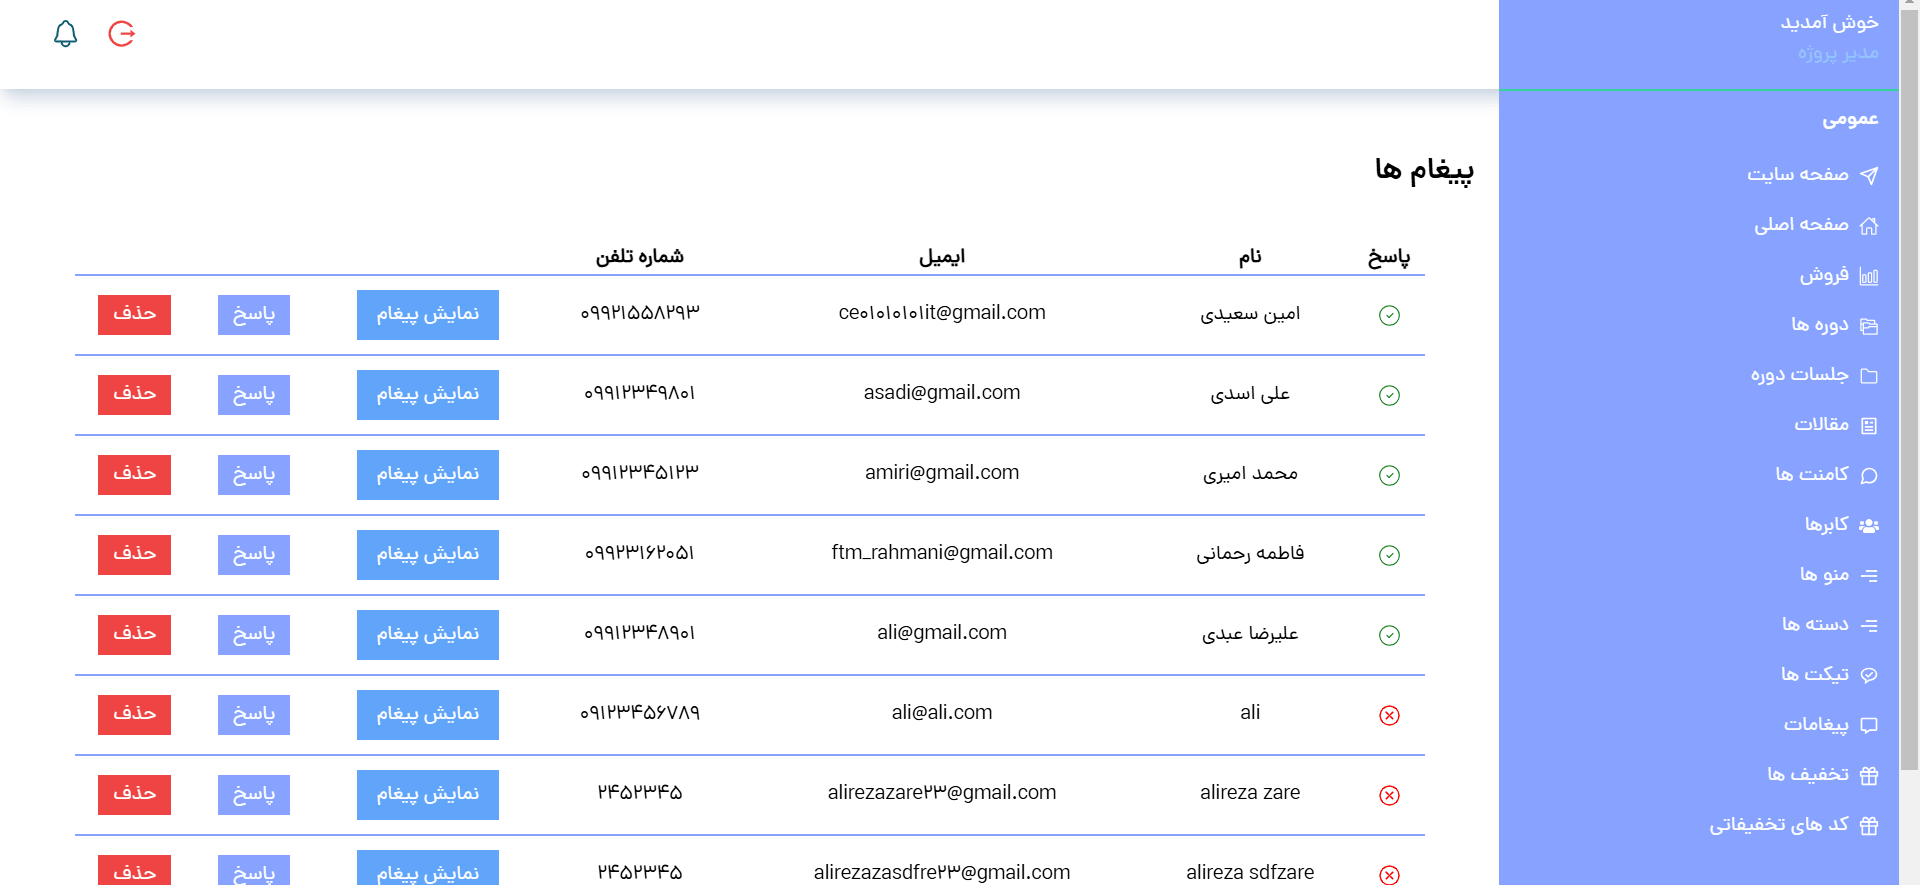 خوش آمدید
مدیر پروژه
عمومی
صفحه سایت
صفحه اصلی
فروش
دوره ها
جلسات دوره
مقالات
کامنت ها
کابرها
منو ها
دسته ها
تیکت ها
پیغامات
تخفیف ها
کد های تخفیفاتی
پیغام ها
پاسخ نام ایمیل شماره تلفن
امین سعیدی ce۰۱۰۱۰۱۰۱it@gmail.com ۰۹۹۲۱۵۵۸۲۹۳ نمایش پیغام پاسخ حذف
علی اسدی asadi@gmail.com ۰۹۹۱۲۳۴۹۸۰۱ نمایش پیغام پاسخ حذف
محمد امیری amiri@gmail.com ۰۹۹۱۲۳۴۵۱۲۳ نمایش پیغام پاسخ حذف
فاطمه رحمانی ftm_rahmani@gmail.com ۰۹۹۲۳۱۶۲۰۵۱ نمایش پیغام پاسخ حذف
علیرضا عبدی ali@gmail.com ۰۹۹۱۲۳۴۸۹۰۱ نمایش پیغام پاسخ حذف
ali ali@ali.com ۰۹۱۲۳۴۵۶۷۸۹ نمایش پیغام پاسخ حذف
alireza zare alirezazare۲۳@gmail.com ۲۴۵۲۳۴۵ نمایش پیغام پاسخ حذف
alireza sdfzare alirezazasdfre۲۳@gmail.com ۲۴۵۲۳۴۵ نمایش پیغام پاسخ حذف